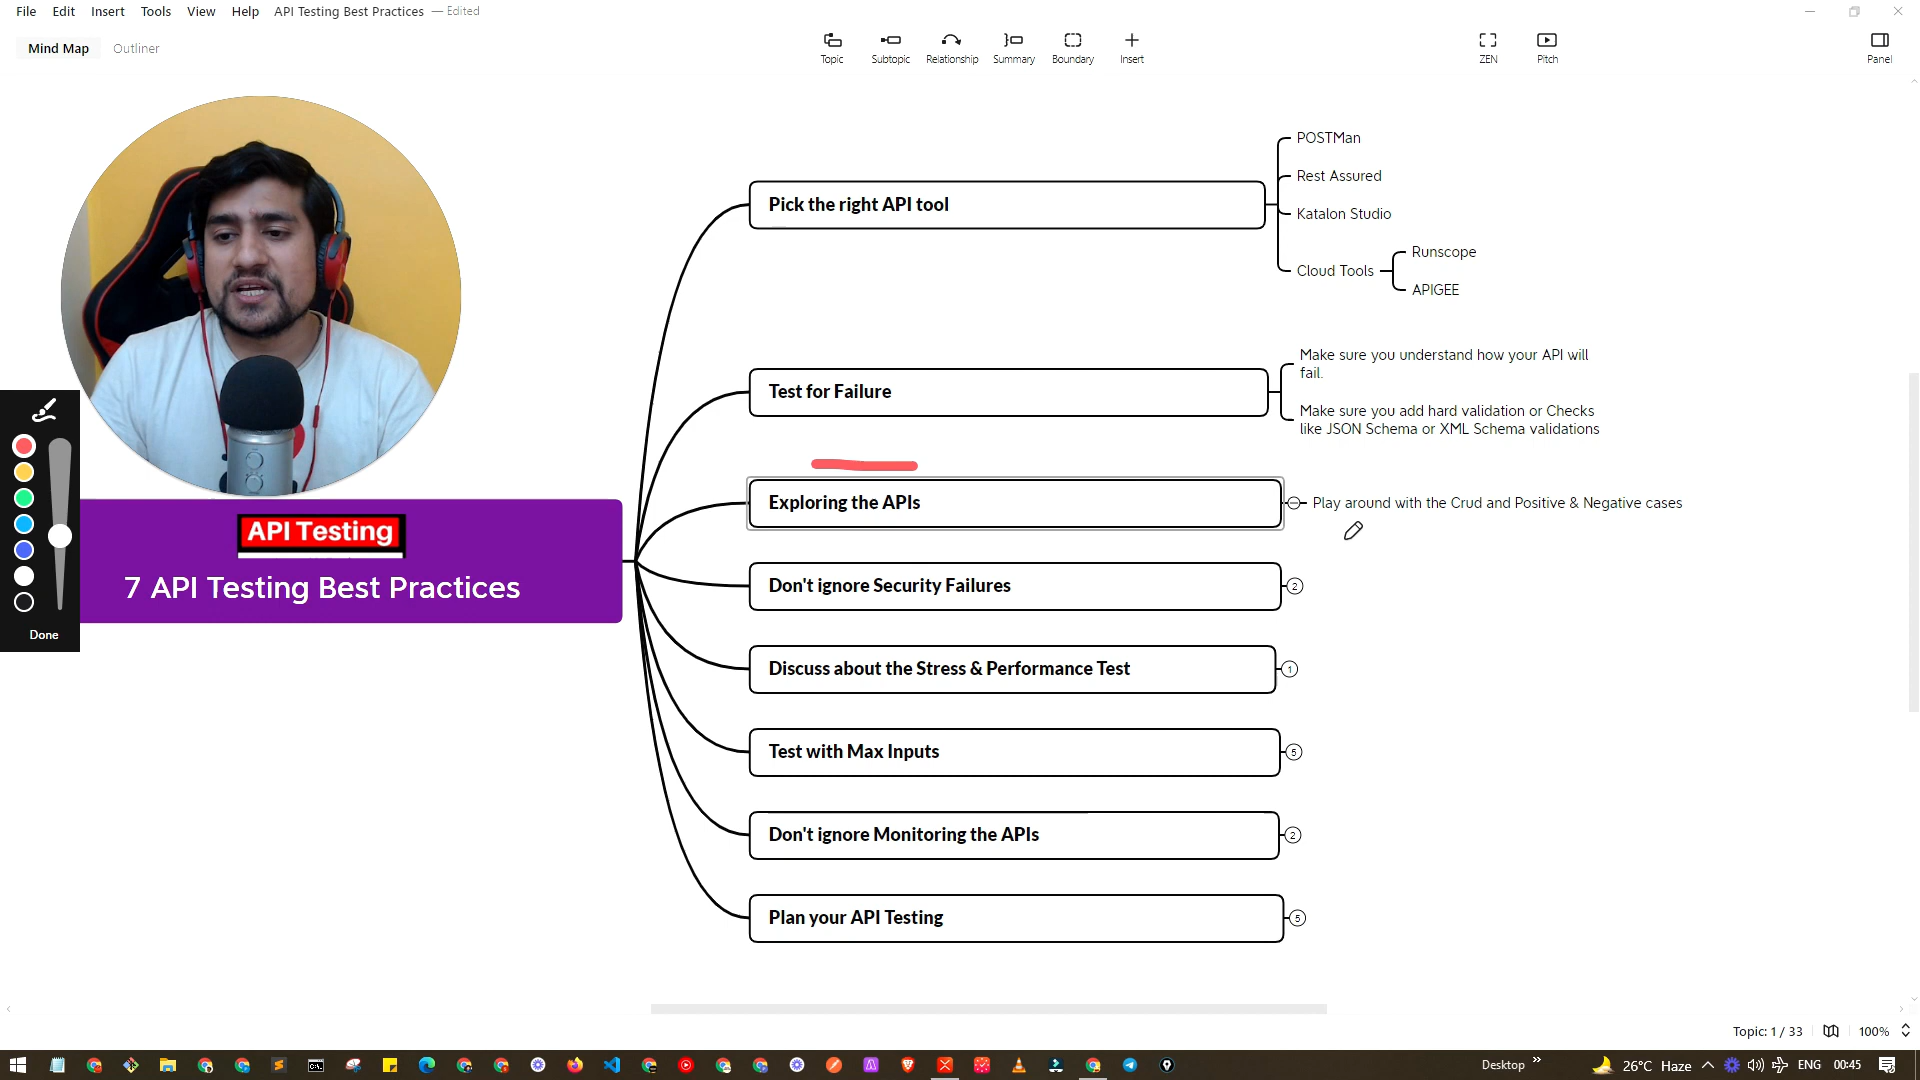 File Edit Insert Tools View Help API Testing Best Practices — Edited
Mind Map Outliner
Topic Subtopic Relationship Summary Boundary Insert
ZEN Pitch
Panel
API Testing
7 API Testing Best Practices
Pick the right API tool
POSTMan
Rest Assured
Katalon Studio
Cloud Tools
Runscope
APIGEE
Test for Failure
Make sure you understand how your API will
fail.
Make sure you add hard validation or Checks
like JSON Schema or XML Schema validations
Exploring the APIs
Play around with the Crud and Positive & Negative cases
Don't ignore Security Failures
2
Discuss about the Stress & Performance Test
1
Test with Max Inputs
5
Don't ignore Monitoring the APIs
2
Plan your API Testing
5
Done
Topic: 1 / 33 100%
Desktop 26°C Haze ENG 00:45